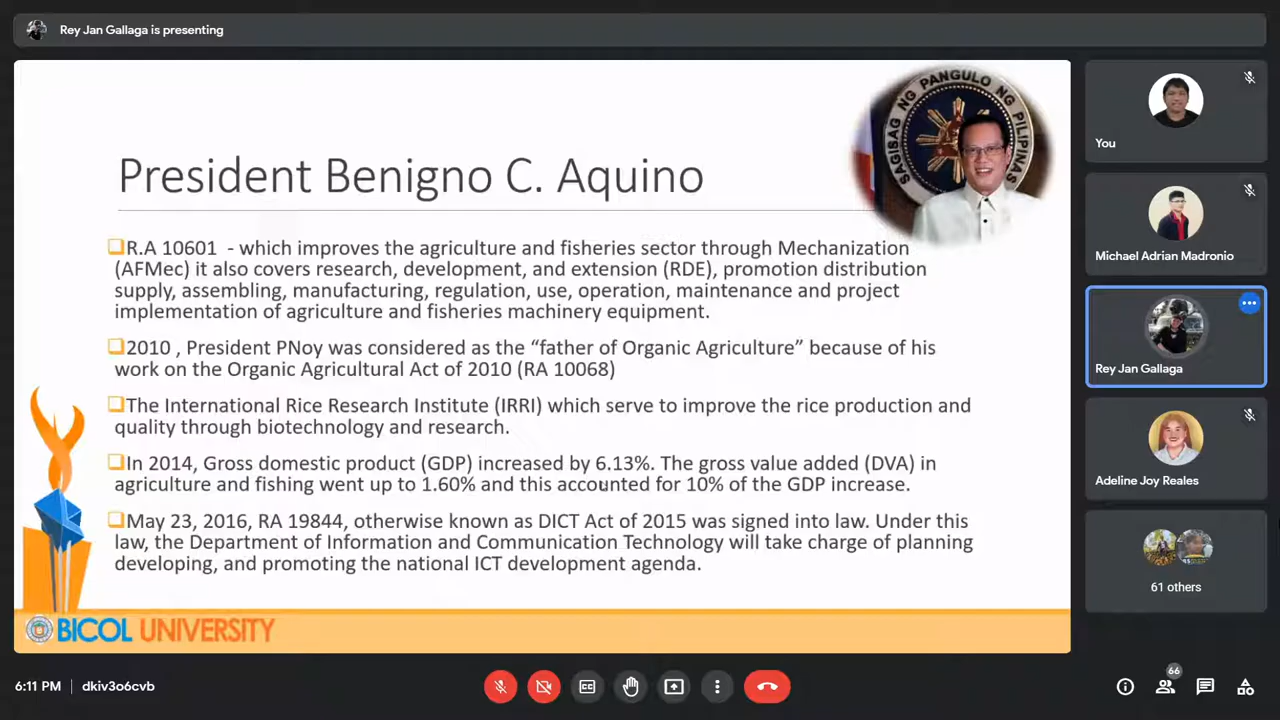 Rey Jan Gallaga is presenting
SAGISAG NG PANGULO NG PILIPINAS
President Benigno C. Aquino
R.A 10601 - which improves the agriculture and fisheries sector through Mechanization
(AFMec) it also covers research, development, and extension (RDE), promotion distribution
supply, assembling, manufacturing, regulation, use, operation, maintenance and project
implementation of agriculture and fisheries machinery equipment.
2010 , President PNoy was considered as the “father of Organic Agriculture” because of his
work on the Organic Agricultural Act of 2010 (RA 10068)
The International Rice Research Institute (IRRI) which serve to improve the rice production and
quality through biotechnology and research.
In 2014, Gross domestic product (GDP) increased by 6.13%. The gross value added (DVA) in
agriculture and fishing went up to 1.60% and this accounted for 10% of the GDP increase.
May 23, 2016, RA 19844, otherwise known as DICT Act of 2015 was signed into law. Under this
law, the Department of Information and Communication Technology will take charge of planning
developing, and promoting the national ICT development agenda.
BICOL UNIVERSITY
You
Michael Adrian Madronio
Rey Jan Gallaga
Adeline Joy Reales
61 others
6:11 PM | dkiv3o6cvb
CC
66